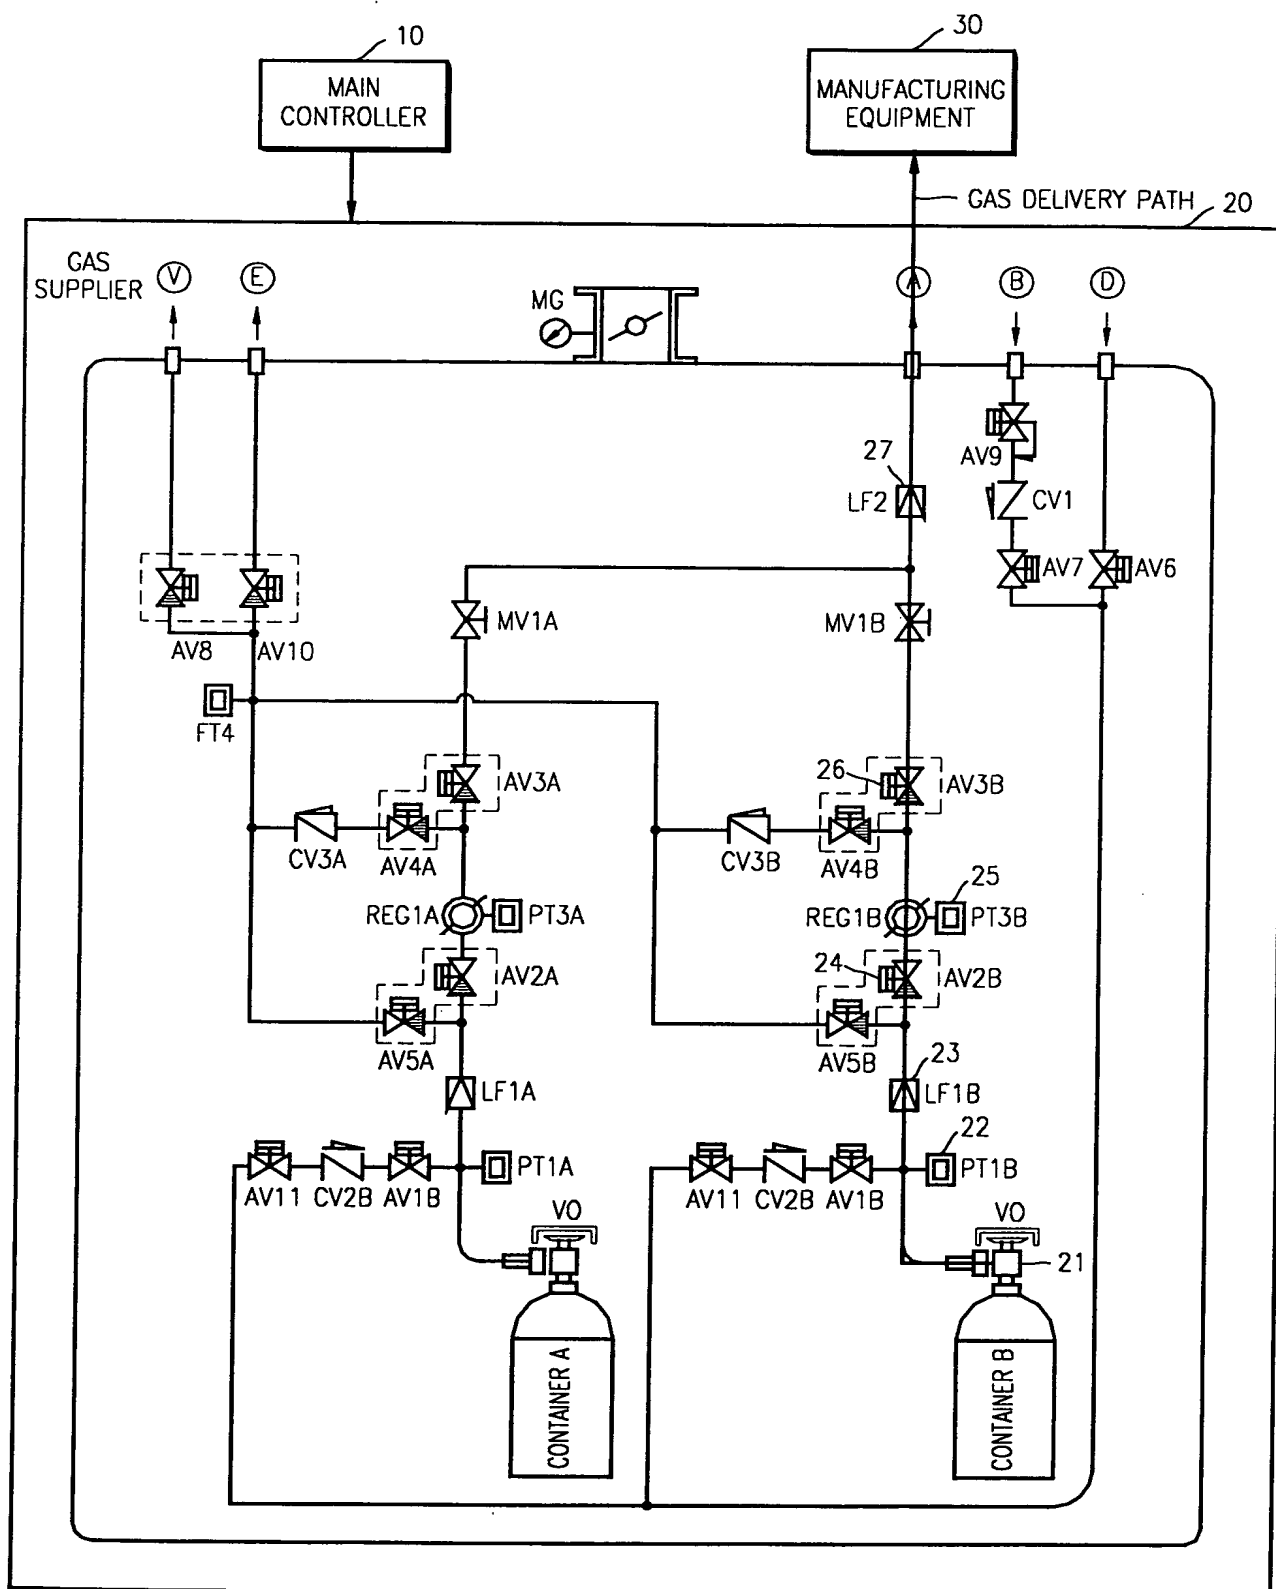 10
MAIN
CONTROLLER
30
MANUFACTURING
EQUIPMENT
GAS DELIVERY PATH
20
GAS
SUPPLIER
V
E
MG
A
B
D
27
LF2
AV9
CV1
AV7
AV6
AV8
AV10
MV1A
MV1B
FT4
AV3A
26
AV3B
CV3A
AV4A
CV3B
AV4B
25
REG1A
PT3A
REG1B
PT3B
AV2A
24
AV2B
AV5A
AV5B
23
LF1A
LF1B
22
PT1A
PT1B
AV11
CV2B
AV1B
AV11
CV2B
AV1B
VO
VO
21
CONTAINER A
CONTAINER B